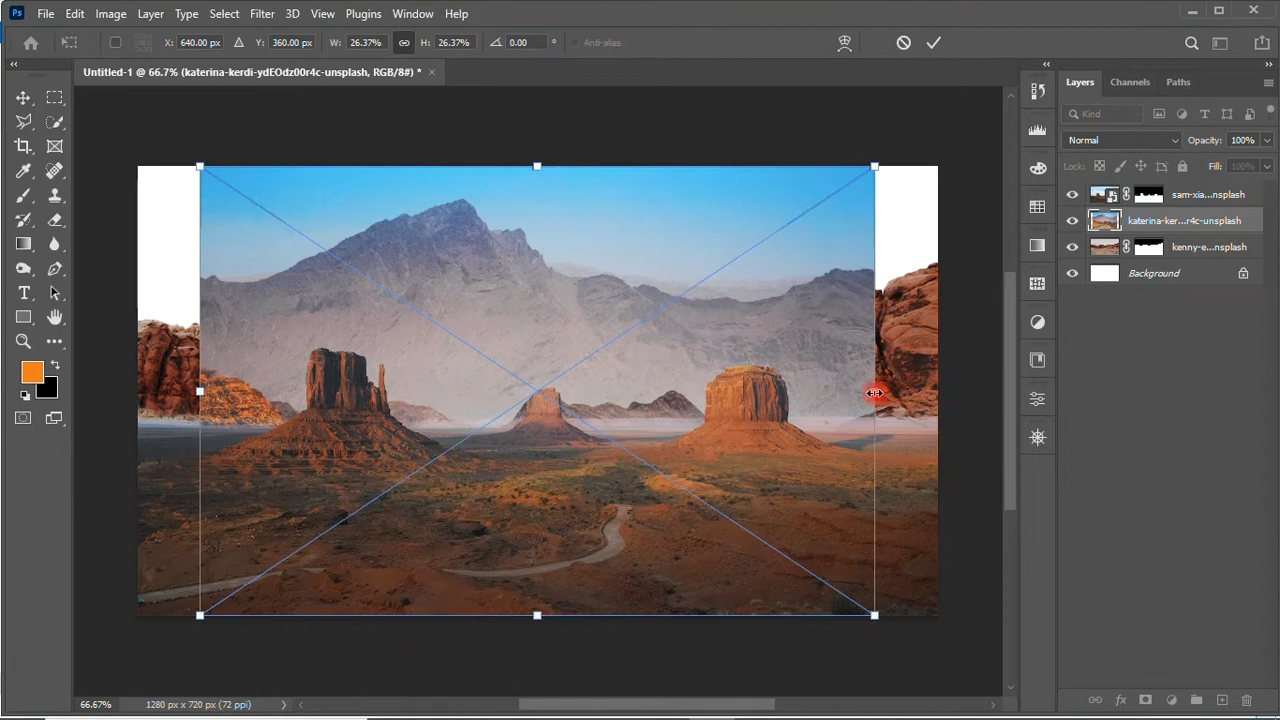 Ps File Edit Image Layer Type Select Filter 3D View Plugins Window Help
X: 640.00 px Y: 360.00 px W: 26.37% H: 26.37% 0.00 ° Anti-alias
Untitled-1 @ 66.7% (katerina-kerdi-ydEOdz00r4c-unsplash, RGB/8#) * ×
Layers Channels Paths
Kind
Normal Opacity: 100%
Lock: Fill: 100%
sam-xia...nsplash
katerina-ker...r4c-unsplash
kenny-e...nsplash
Background
66.67% 1280 px x 720 px (72 ppi)